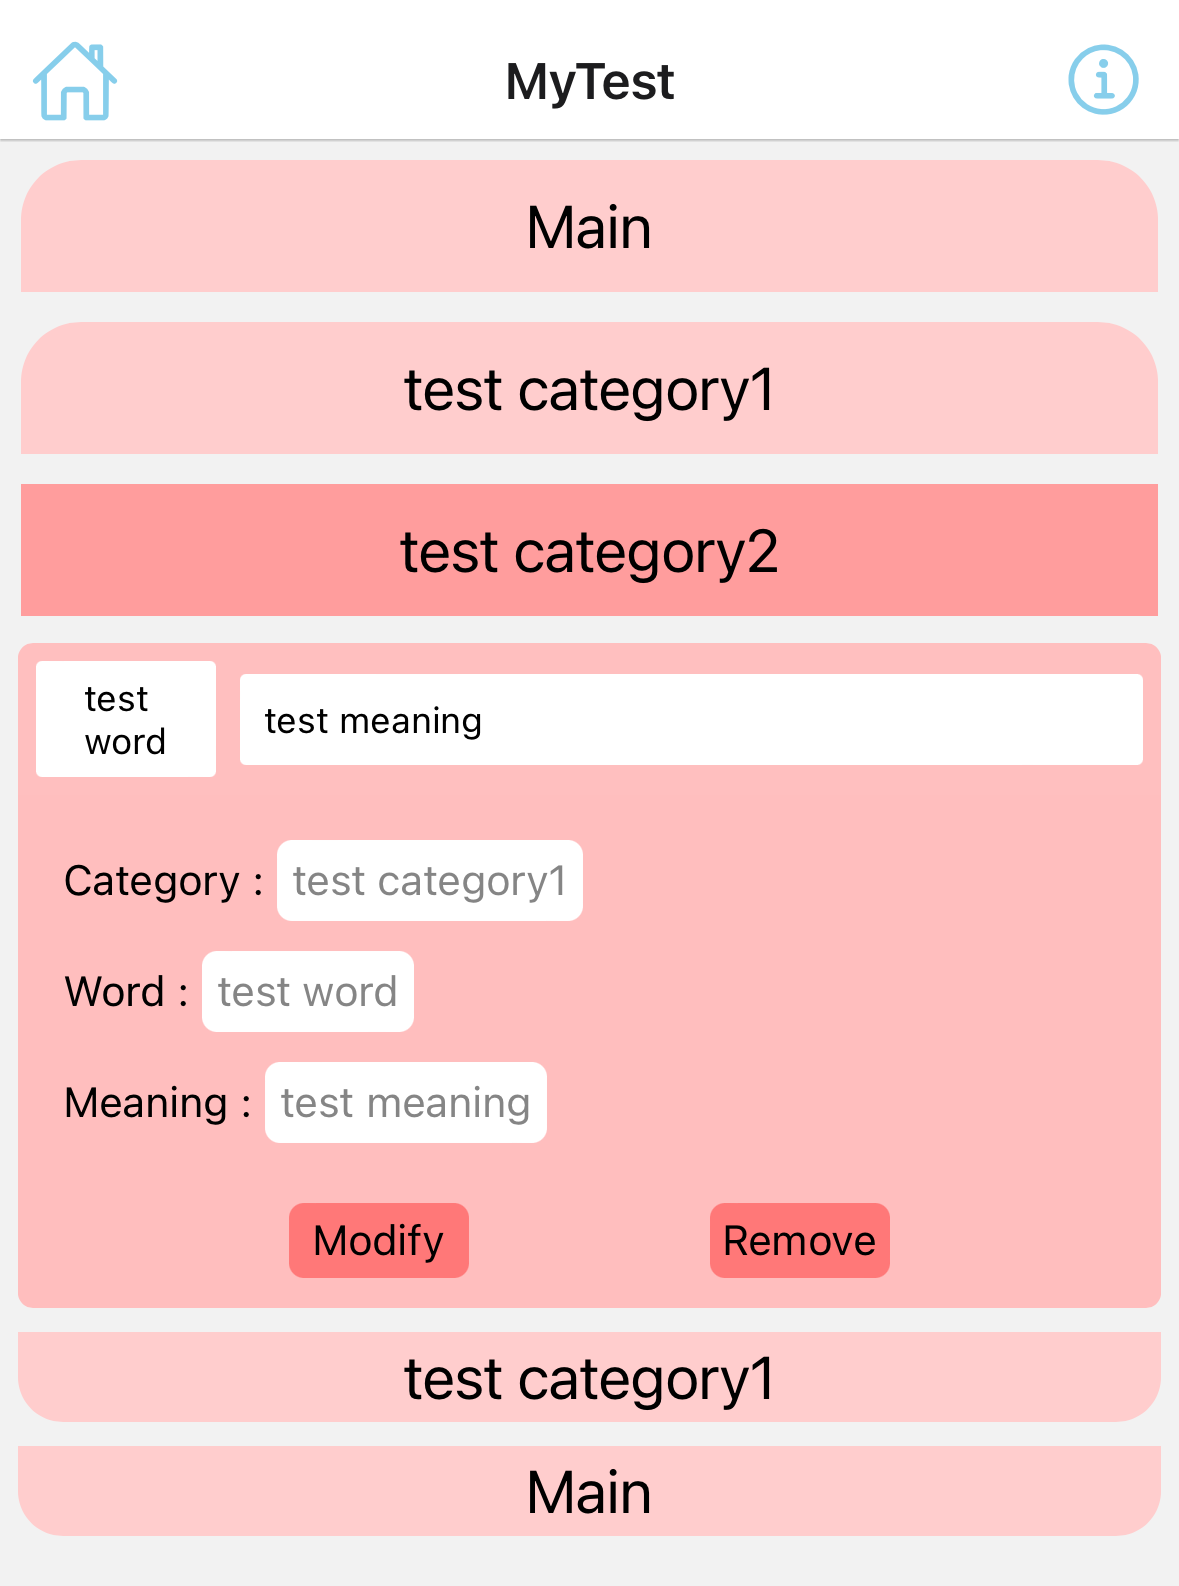 MyTest
Main
test category1
test category2
test
word
test meaning
Category : test category1
Word : test word
Meaning : test meaning
Modify Remove
test category1
Main